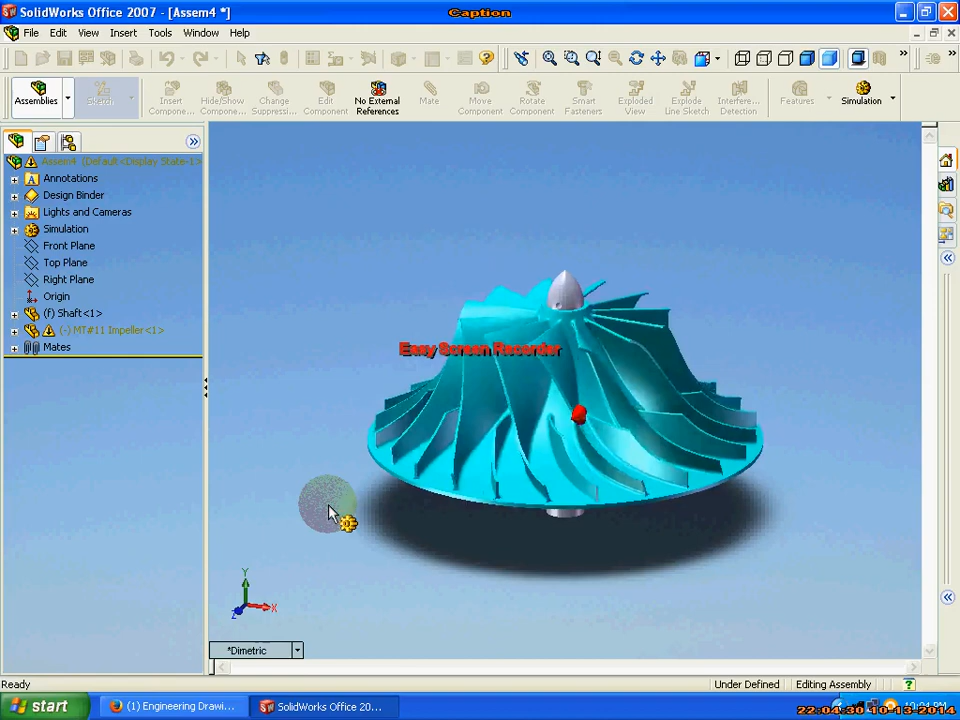 SolidWorks Office 2007 - [Assem4 *]
Caption
File Edit View Insert Tools Window Help
Assemblies
Sketch
Insert Compone...
Hide/Show Compone...
Change Suppressi...
Edit Component
No External References
Mate
Move Component
Rotate Component
Smart Fasteners
Exploded View
Explode Line Sketch
Interfere... Detection
Features
Simulation
Assem4 (Default<Display State-1>
Annotations
Design Binder
Lights and Cameras
Simulation
Front Plane
Top Plane
Right Plane
Origin
(f) Shaft<1>
(-) MT#11 Impeller<1>
Mates
Easy Screen Recorder
Y
X
Z
*Dimetric
Ready
Under Defined
Editing Assembly
start
(1) Engineering Drawi...
SolidWorks Office 20...
22:04:30 10-13-2014